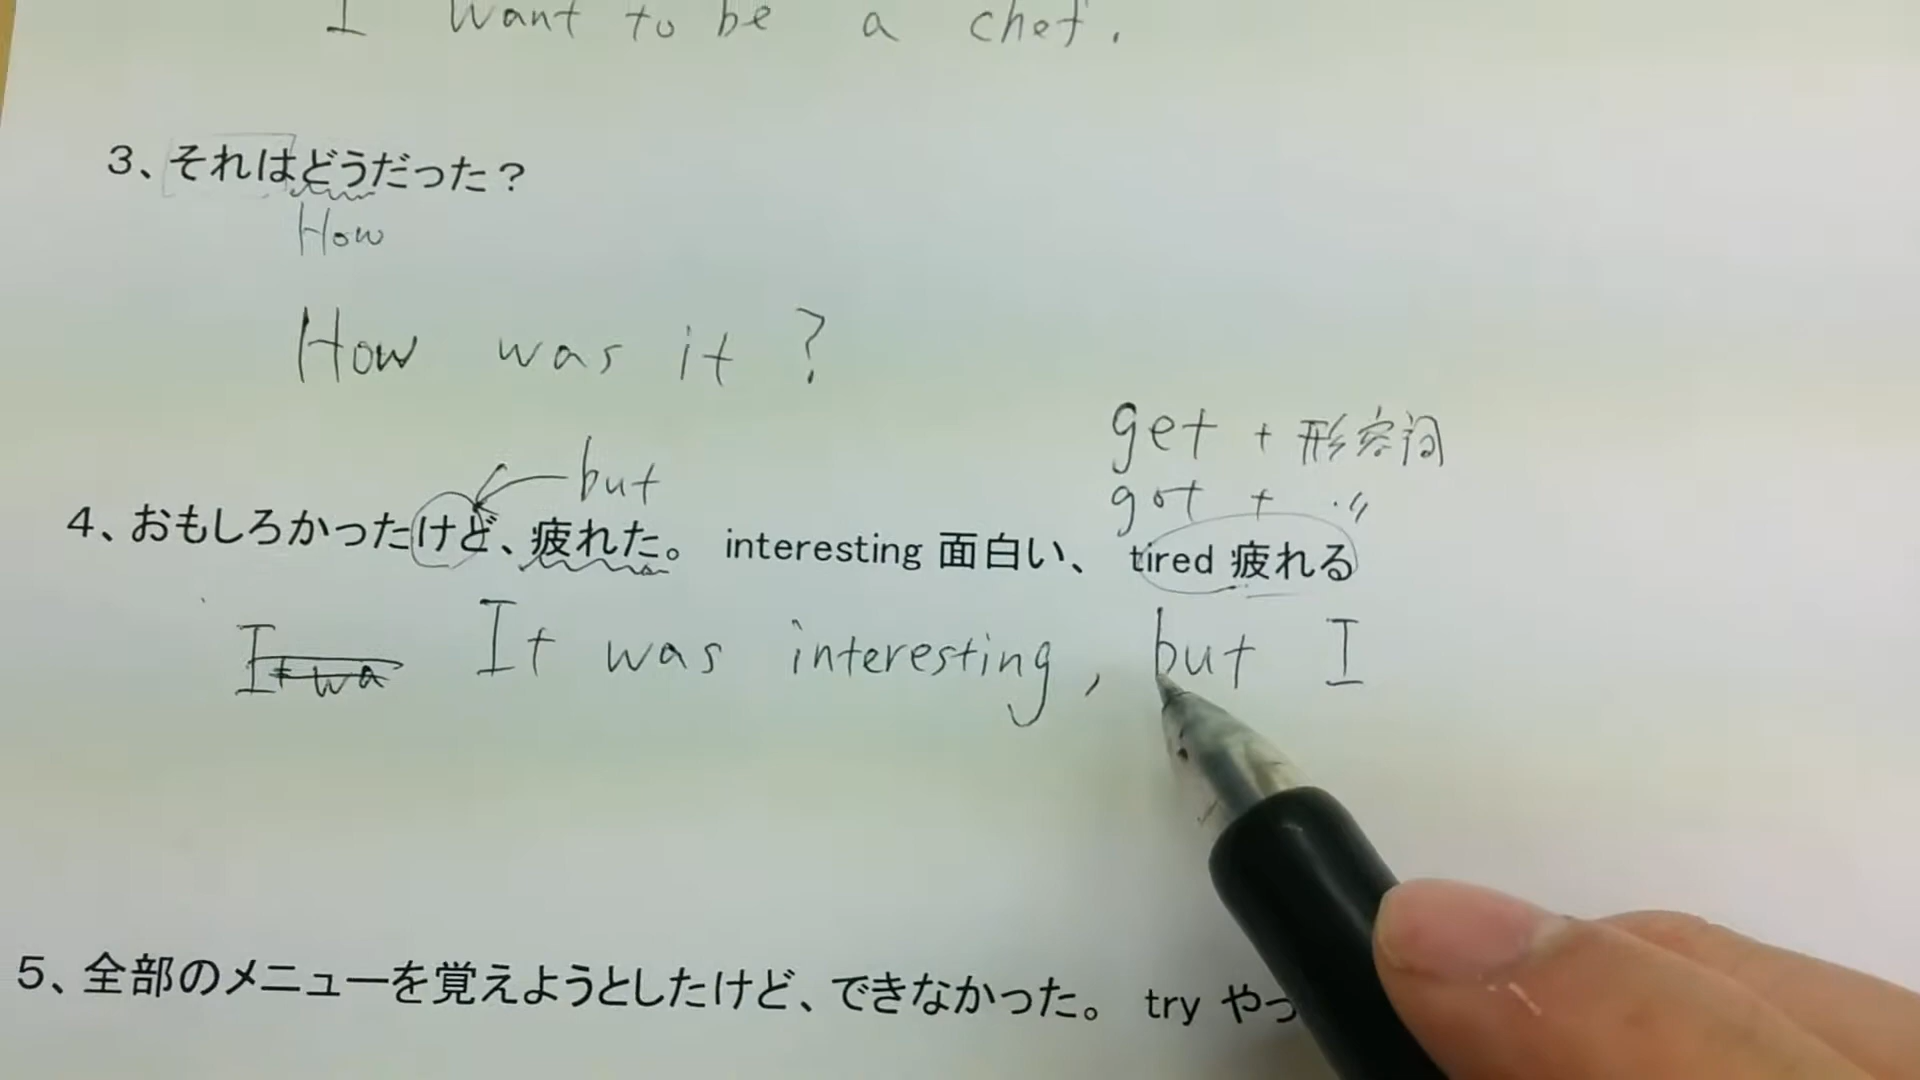 I want to be a chef.
3、それはどうだった？
How
How was it ?
but
get + 形容詞
got + 〃
4、おもしろかったけど、疲れた。 interesting 面白い、 tired 疲れる
It wa It was interesting, but I
5、全部のメニューを覚えようとしたけど、できなかった。 try やっ